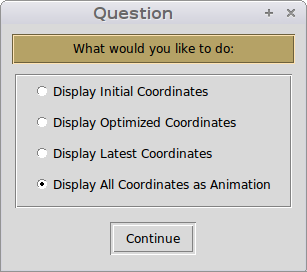 Question
What would you like to do:
Display Initial Coordinates
Display Optimized Coordinates
Display Latest Coordinates
Display All Coordinates as Animation
Continue